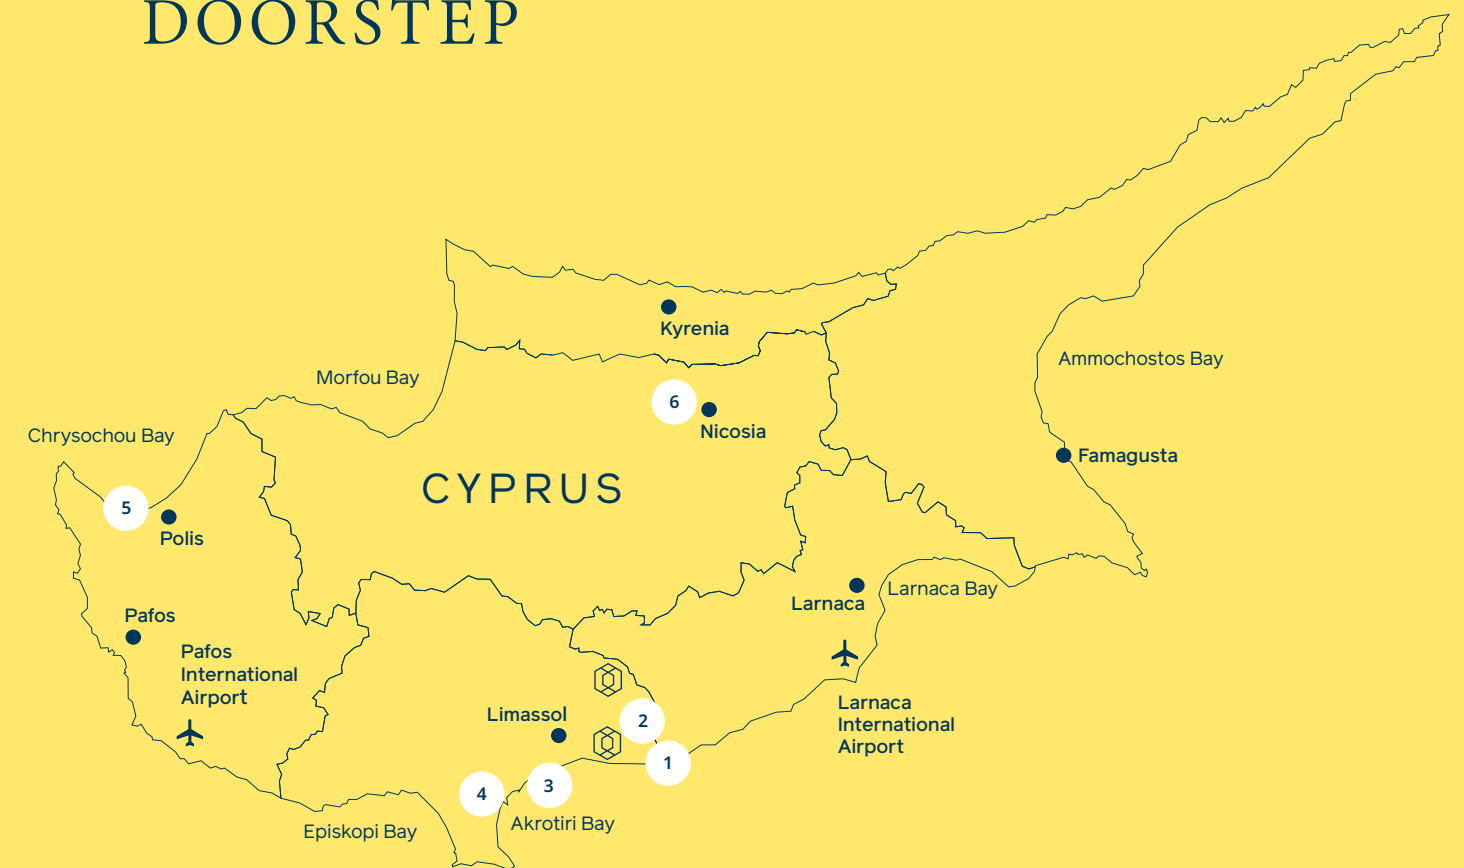 DOORSTEP
Kyrenia
Ammochostos Bay
Morfou Bay
6
Nicosia
Chrysochou Bay
Famagusta
CYPRUS
5
Polis
Larnaca Bay
Larnaca
Pafos
Pafos
International
Airport
Larnaca
International
Airport
Limassol
2
1
3
4
Akrotiri Bay
Episkopi Bay